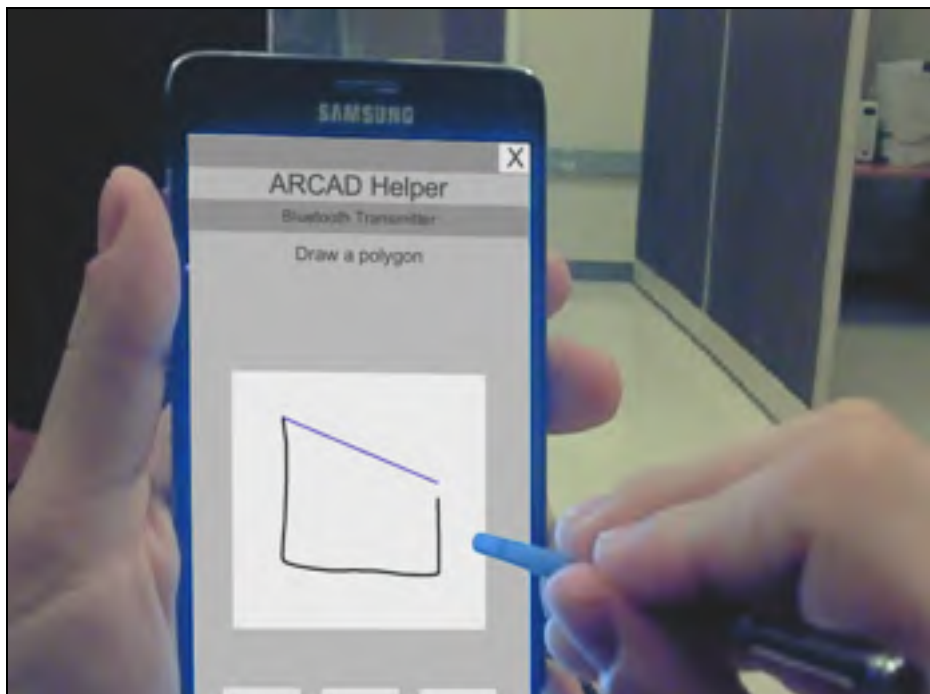 SAMSUNG
X
ARCAD Helper
Bluetooth Transmitter
Draw a polygon